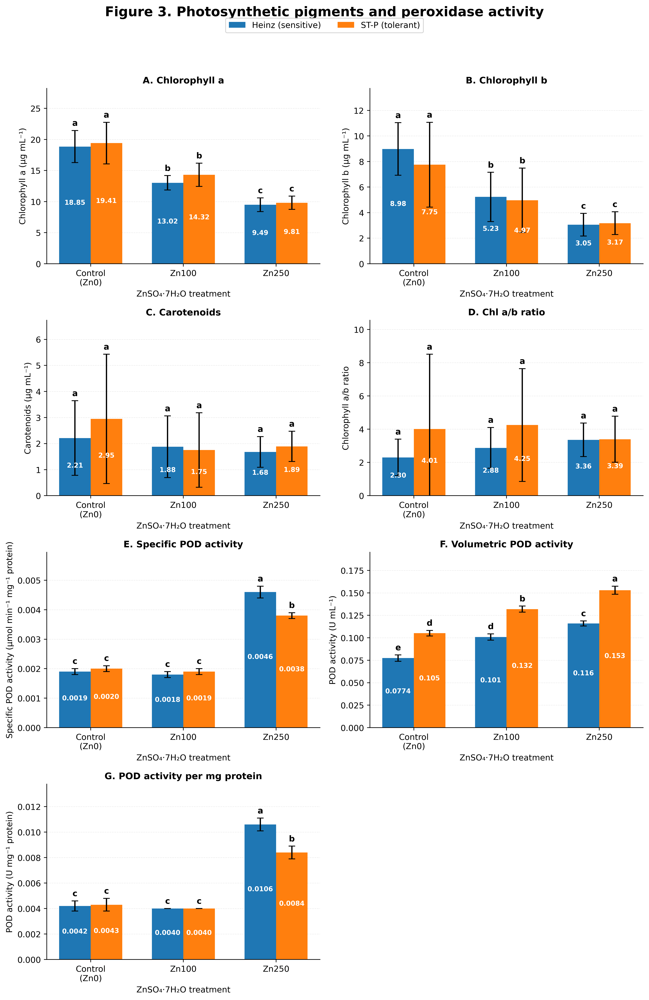 Figure 3. Photosynthetic pigments and peroxidase activity
Heinz (sensitive) ST-P (tolerant)
A. Chlorophyll a
Chlorophyll a (µg mL⁻¹)
25
20
15
10
5
0
a a b b c c
18.85 19.41 13.02 14.32 9.49 9.81
Control
(Zn0)
Zn100 Zn250
ZnSO₄·7H₂O treatment
B. Chlorophyll b
Chlorophyll b (µg mL⁻¹)
12
10
8
6
4
2
0
a a b b c c
8.98 7.75 5.23 4.97 3.05 3.17
Control
(Zn0)
Zn100 Zn250
ZnSO₄·7H₂O treatment
C. Carotenoids
Carotenoids (µg mL⁻¹)
6
5
4
3
2
1
0
a a a a a a
2.21 2.95 1.88 1.75 1.68 1.89
Control
(Zn0)
Zn100 Zn250
ZnSO₄·7H₂O treatment
D. Chl a/b ratio
Chlorophyll a/b ratio
10
8
6
4
2
0
a a a a a a
2.30 4.01 2.88 4.25 3.36 3.39
Control
(Zn0)
Zn100 Zn250
ZnSO₄·7H₂O treatment
E. Specific POD activity
Specific POD activity (µmol min⁻¹ mg⁻¹ protein)
0.005
0.004
0.003
0.002
0.001
0.000
c c c c a b
0.0019 0.0020 0.0018 0.0019 0.0046 0.0038
Control
(Zn0)
Zn100 Zn250
ZnSO₄·7H₂O treatment
F. Volumetric POD activity
POD activity (U mL⁻¹)
0.175
0.150
0.125
0.100
0.075
0.050
0.025
0.000
e d d b c a
0.0774 0.105 0.101 0.132 0.116 0.153
Control
(Zn0)
Zn100 Zn250
ZnSO₄·7H₂O treatment
G. POD activity per mg protein
POD activity (U mg⁻¹ protein)
0.012
0.010
0.008
0.006
0.004
0.002
0.000
c c c c a b
0.0042 0.0043 0.0040 0.0040 0.0106 0.0084
Control
(Zn0)
Zn100 Zn250
ZnSO₄·7H₂O treatment